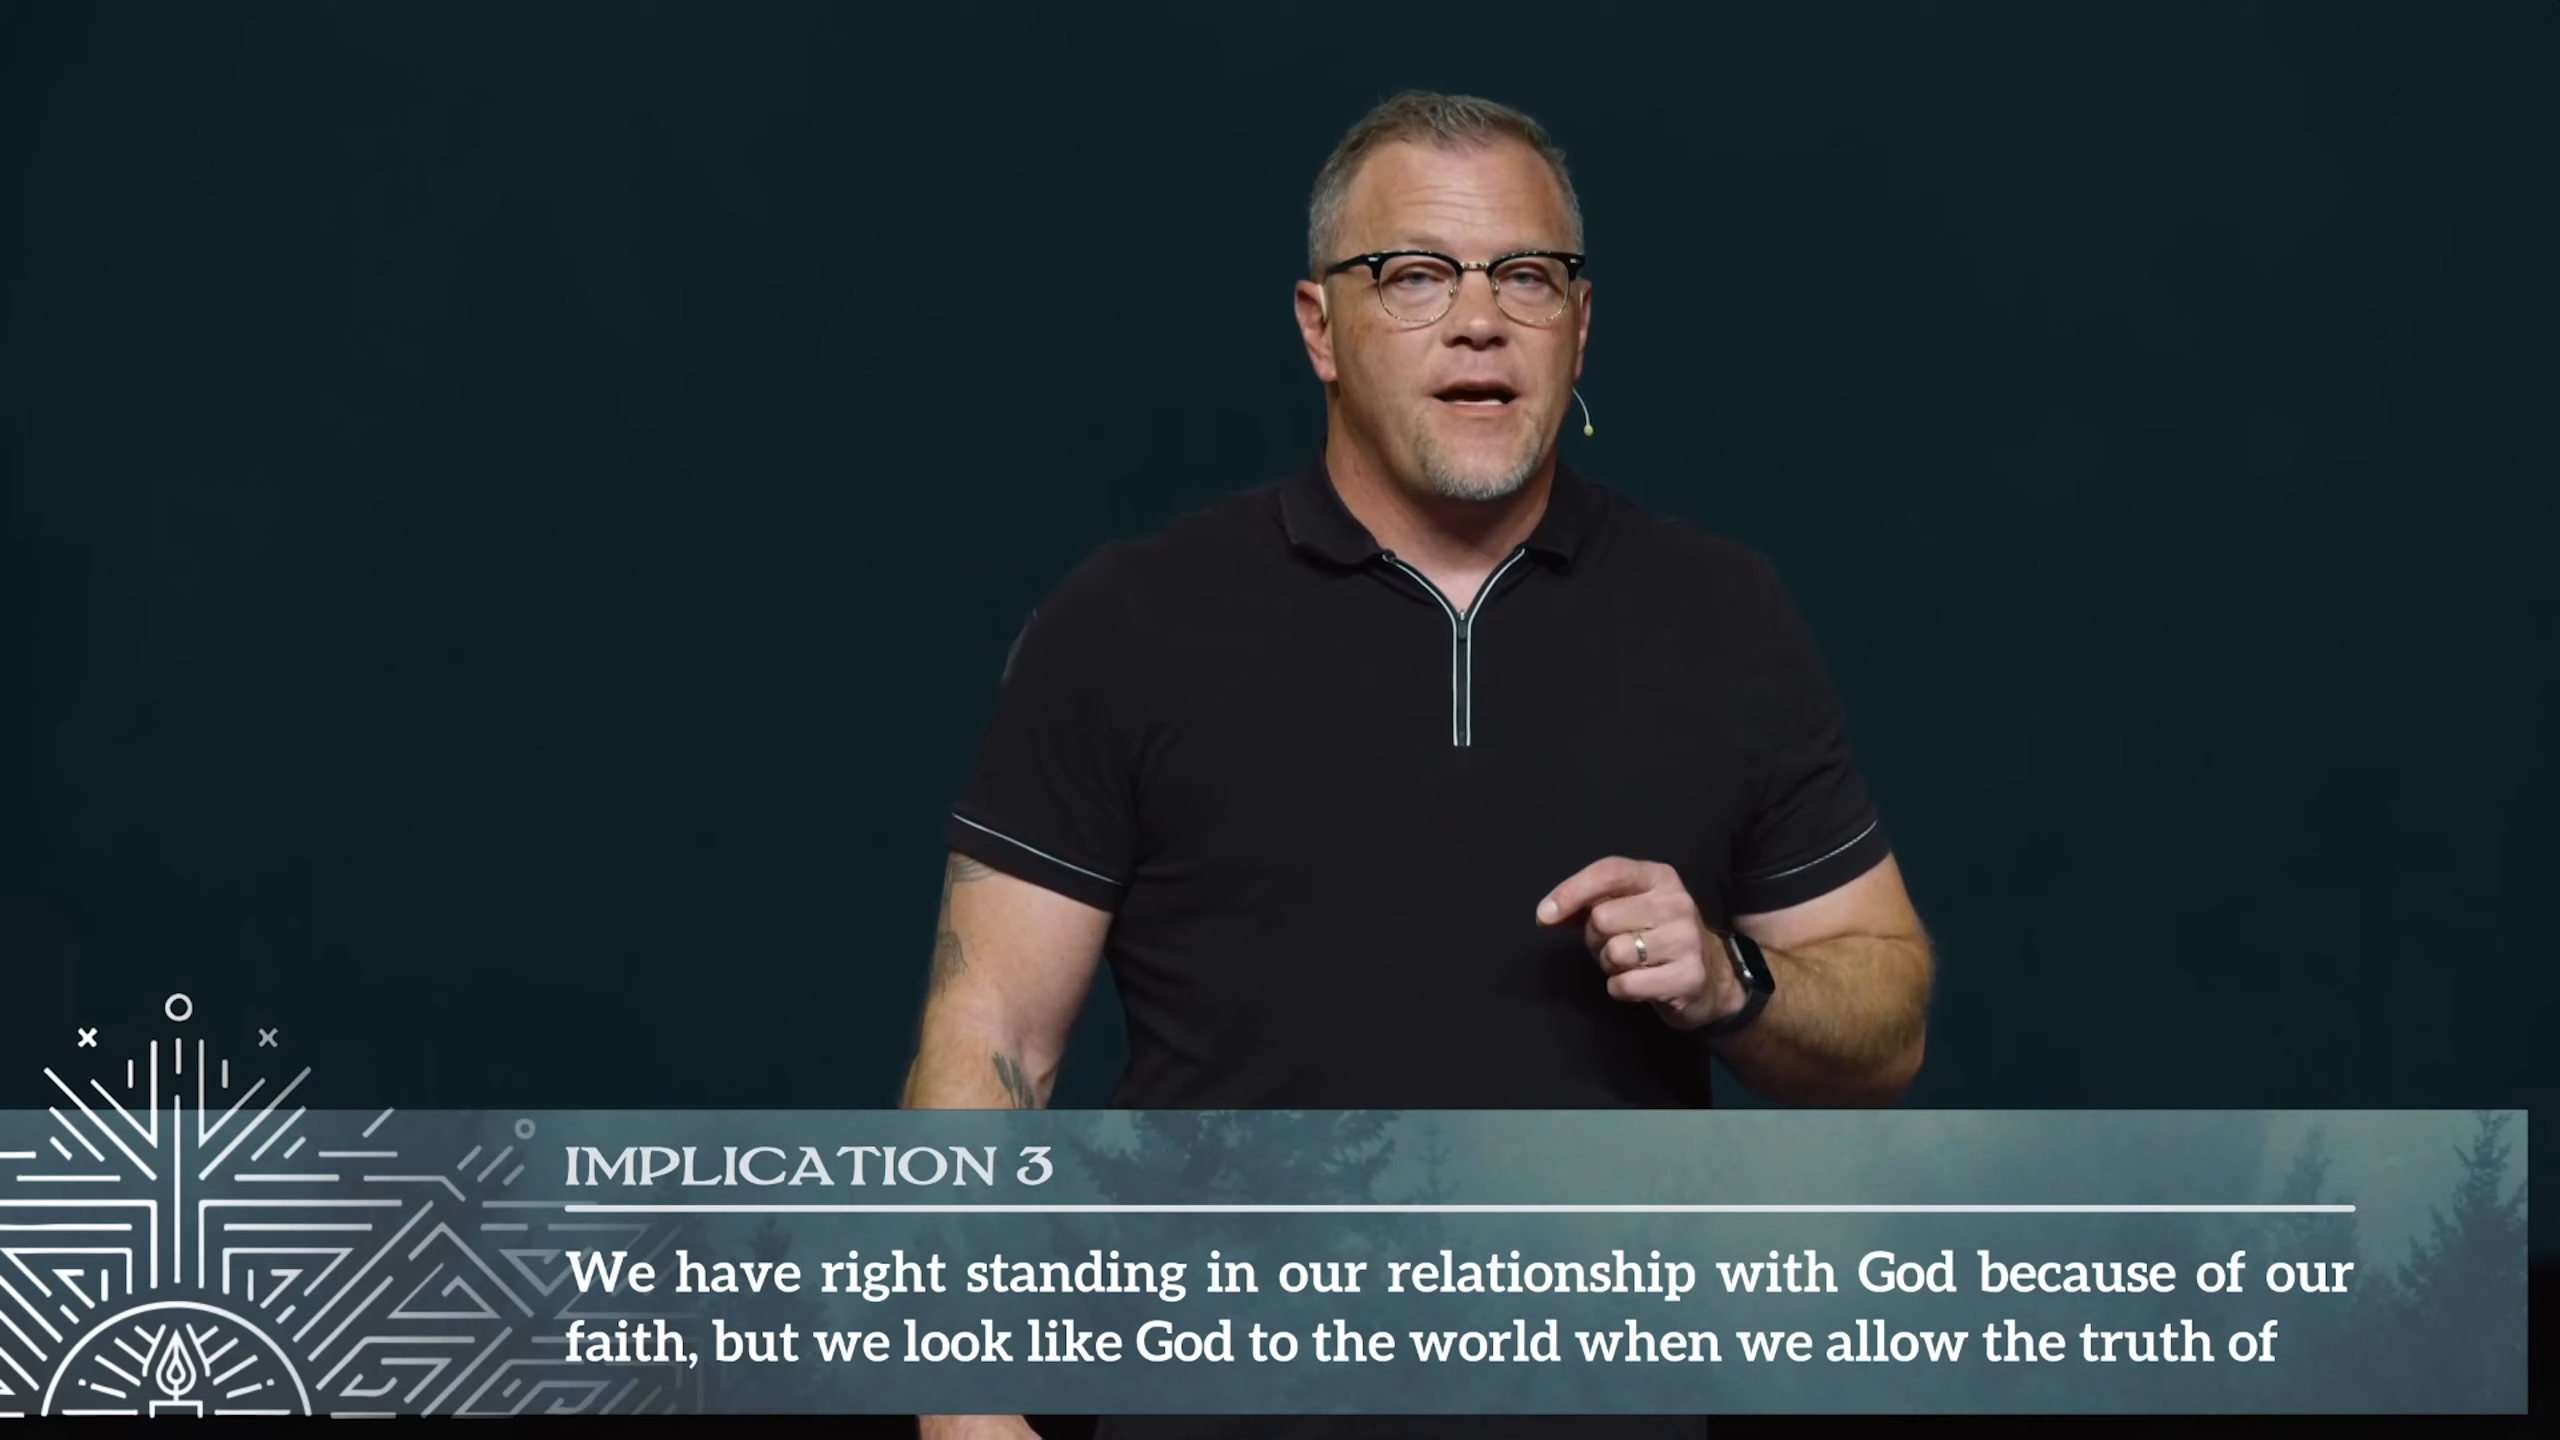 IMPLICATION 3
We have right standing in our relationship with God because of our
faith, but we look like God to the world when we allow the truth of